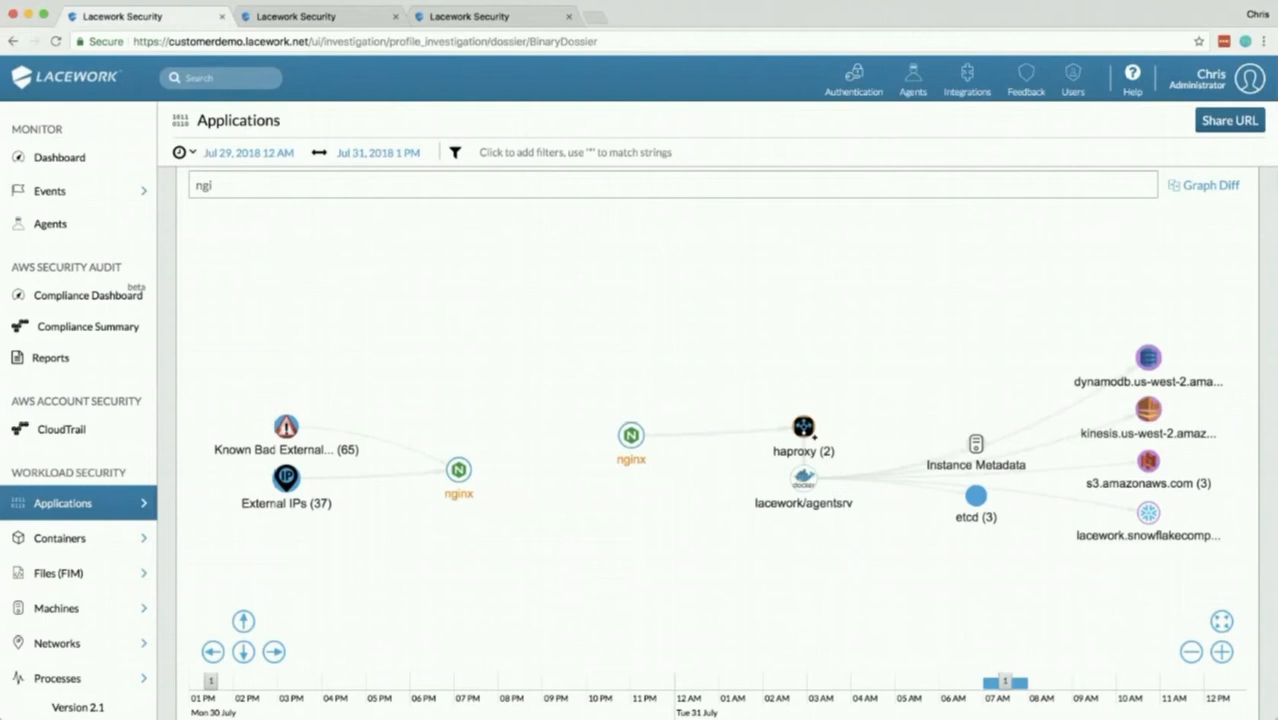 Lacework Security
Lacework Security
Lacework Security
Chris
Secure https://customerdemo.lacework.net/ui/investigation/profile_investigation/dossier/BinaryDossier
LACEWORK
Search
Authentication
Agents
Integrations
Feedback
Users
Help
Chris
Administrator
MONITOR
Dashboard
Events
Agents
AWS SECURITY AUDIT
beta
Compliance Dashboard
Compliance Summary
Reports
AWS ACCOUNT SECURITY
CloudTrail
WORKLOAD SECURITY
Applications
Containers
Files (FIM)
Machines
Networks
Processes
Version 2.1
1011
0110
Applications
Share URL
Jul 29, 2018 12 AM
Jul 31, 2018 1 PM
Click to add filters, use '*' to match strings
ngi
Graph Diff
dynamodb.us-west-2.ama...
Known Bad External... (65)
nginx
haproxy (2)
kinesis.us-west-2.amaz...
IP
External IPs (37)
nginx
docker
lacework/agentsrv
Instance Metadata
s3.amazonaws.com (3)
etcd (3)
lacework.snowflakecomp...
1
1
01 PM 02 PM 03 PM 04 PM 05 PM 06 PM 07 PM 08 PM 09 PM 10 PM 11 PM 12 AM 01 AM 02 AM 03 AM 04 AM 05 AM 06 AM 07 AM 08 AM 09 AM 10 AM 11 AM 12 PM
Mon 30 July
Tue 31 July